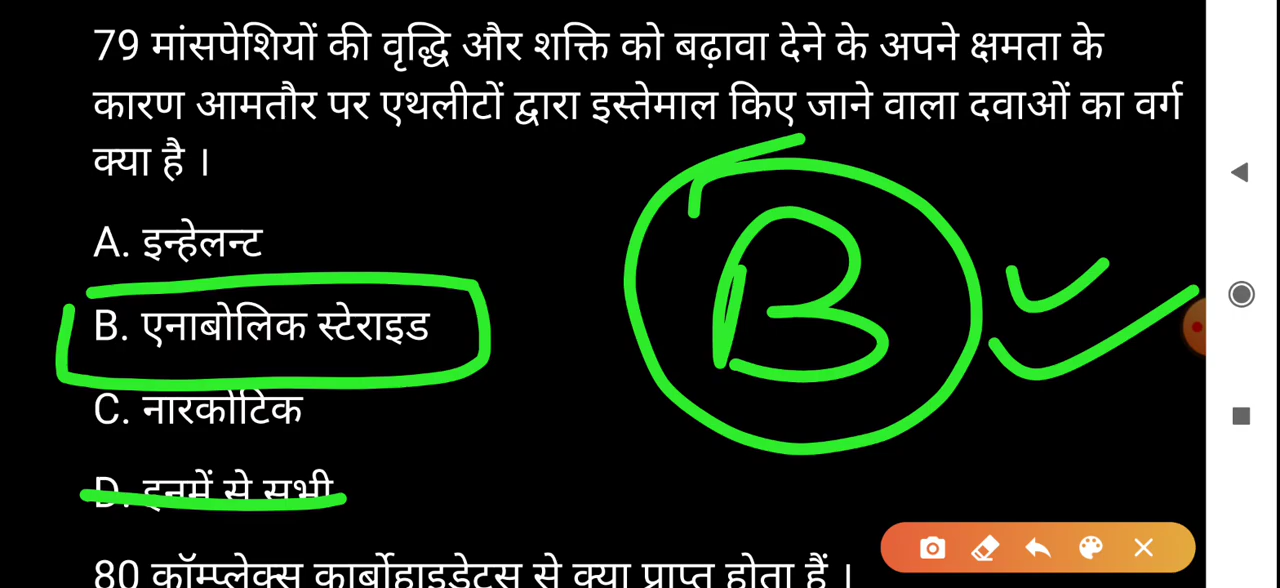 79 मांसपेशियों की वृद्धि और शक्ति को बढ़ावा देने के अपने क्षमता के
कारण आमतौर पर एथलीटों द्वारा इस्तेमाल किए जाने वाला दवाओं का वर्ग
क्या है ।
A. इन्हेलन्ट
B. एनाबोलिक स्टेराइड
B
C. नारकोटिक
D. इनमें से सभी
80 कॉम्प्लेक्स कार्बोहाइडेटस से क्या प्राप्त होता हैं ।